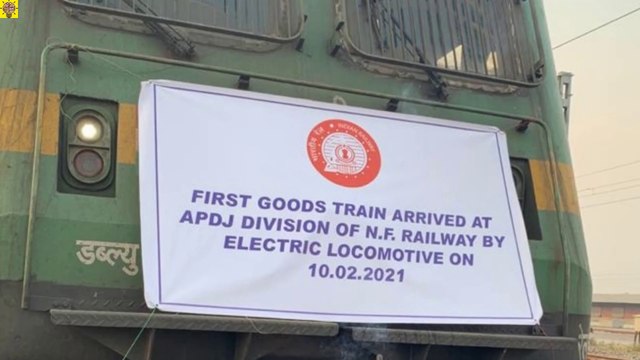 भारतीय रेल INDIAN RAILWAY
FIRST GOODS TRAIN ARRIVED AT
APDJ DIVISION OF N.F. RAILWAY BY
ELECTRIC LOCOMOTIVE ON
10.02.2021
डब्ल्यु